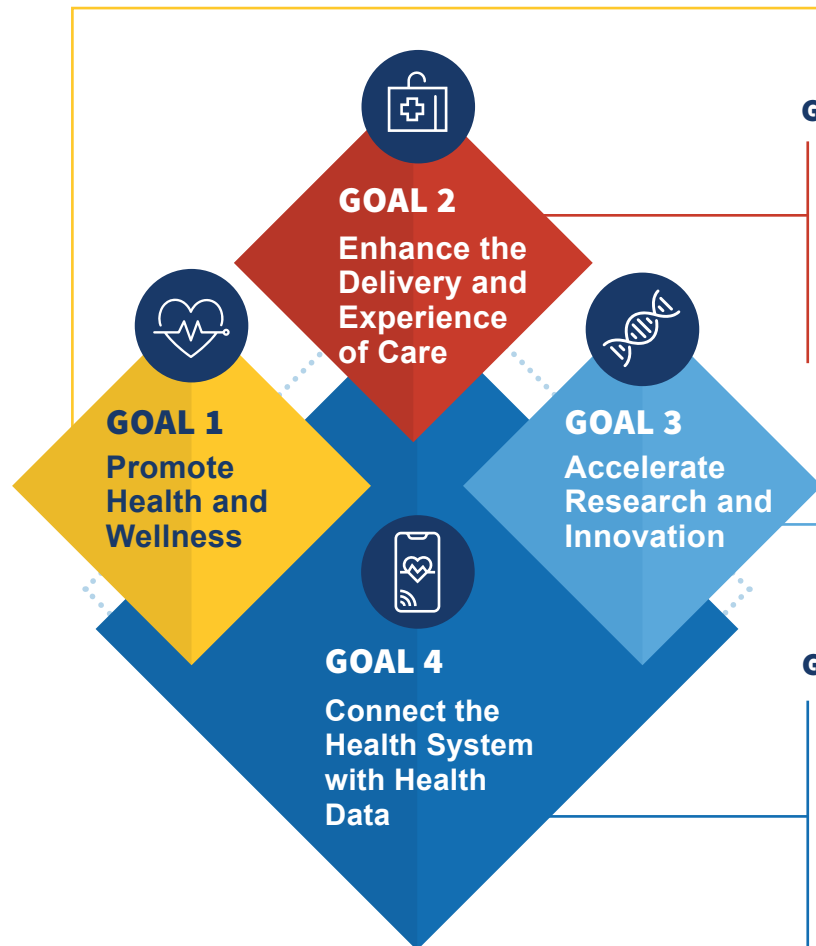 GOAL 2
Enhance the
Delivery and
Experience
of Care
GOAL 1
Promote
Health and
Wellness
GOAL 3
Accelerate
Research and
Innovation
GOAL 4
Connect the
Health System
with Health
Data